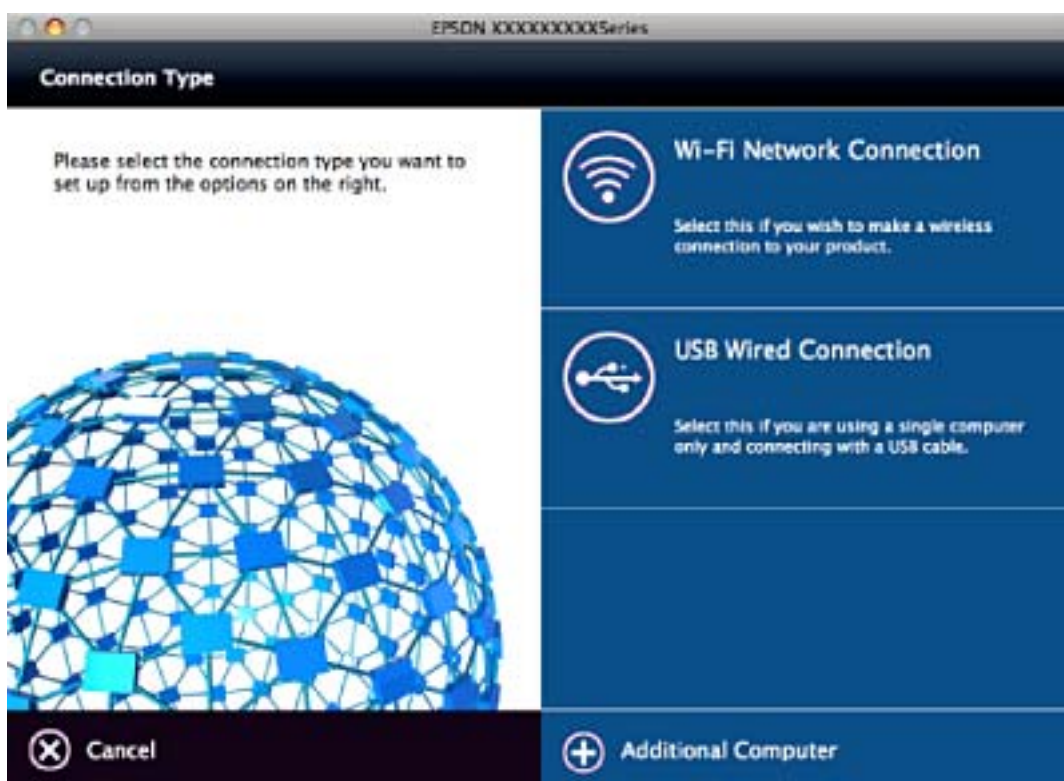 EPSON XXXXXXXXXSeries
Connection Type
Please select the connection type you want to
set up from the options on the right.
Wi-Fi Network Connection
Select this if you wish to make a wireless
connection to your product.
USB Wired Connection
Select this if you are using a single computer
only and connecting with a USB cable.
Cancel
Additional Computer